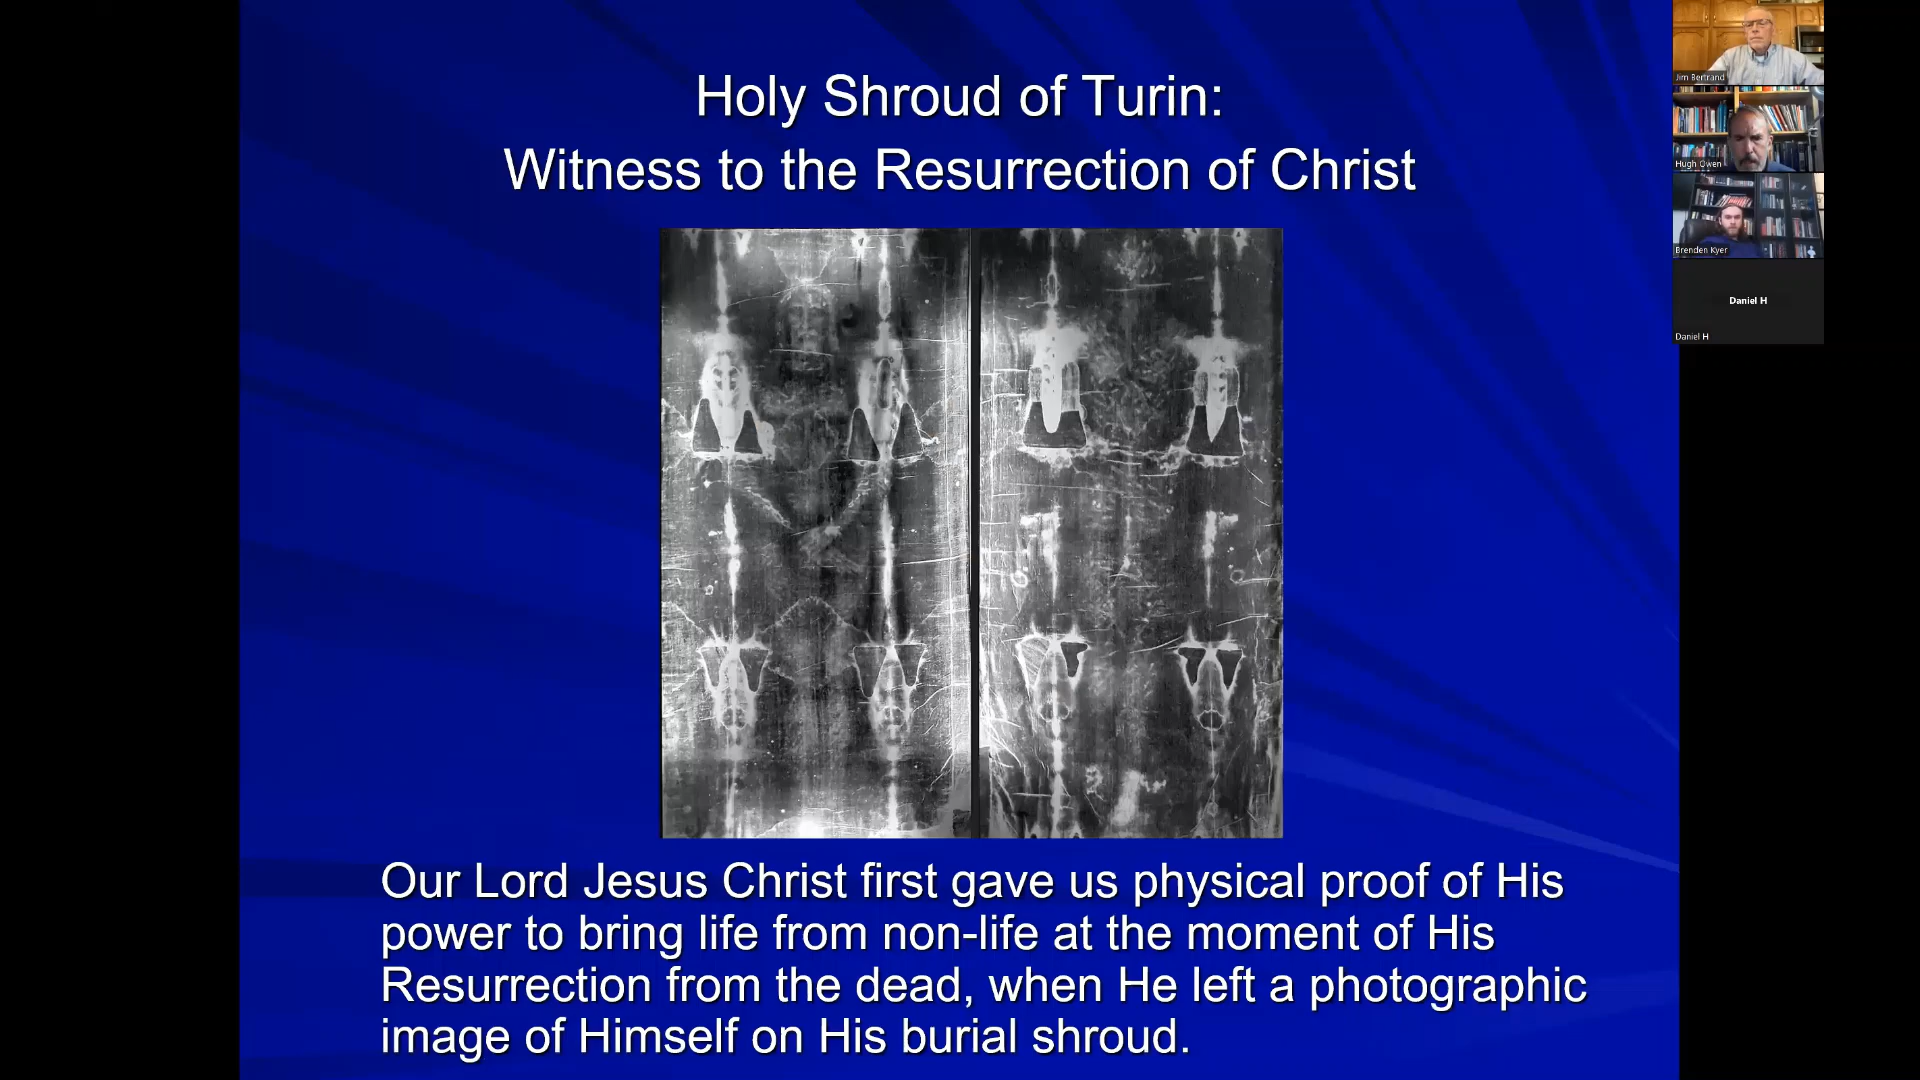 Holy Shroud of Turin:
Witness to the Resurrection of Christ
Our Lord Jesus Christ first gave us physical proof of His
power to bring life from non-life at the moment of His
Resurrection from the dead, when He left a photographic
image of Himself on His burial shroud.
Jim Bertrand
Hugh Owen
Brenden Kyer
Daniel H
Daniel H